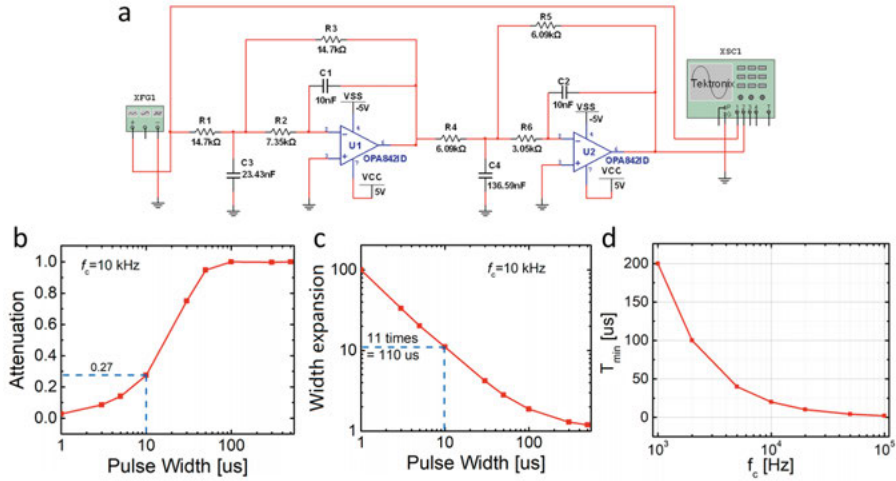 a
R3
14.7kΩ
R5
6.09kΩ
XSC1
Tektronix
XFG1
C1
10nF
VSS
-5V
C2
10nF
VSS
-5V
R1
14.7kΩ
R2
7.35kΩ
U1
OPA842ID
R4
6.09kΩ
R6
3.05kΩ
U2
OPA842ID
C3
23.43nF
VCC
5V
C4
136.59nF
VCC
5V
b
fc=10 kHz
0.27
Attenuation
1.0
0.8
0.6
0.4
0.2
0.0
1
10
100
Pulse Width [us]
c
fc=10 kHz
11 times
= 110 us
Width expansion
100
10
1
1
10
100
Pulse Width [us]
d
Tmin [us]
200
150
100
50
0
10³
10⁴
10⁵
fc [Hz]